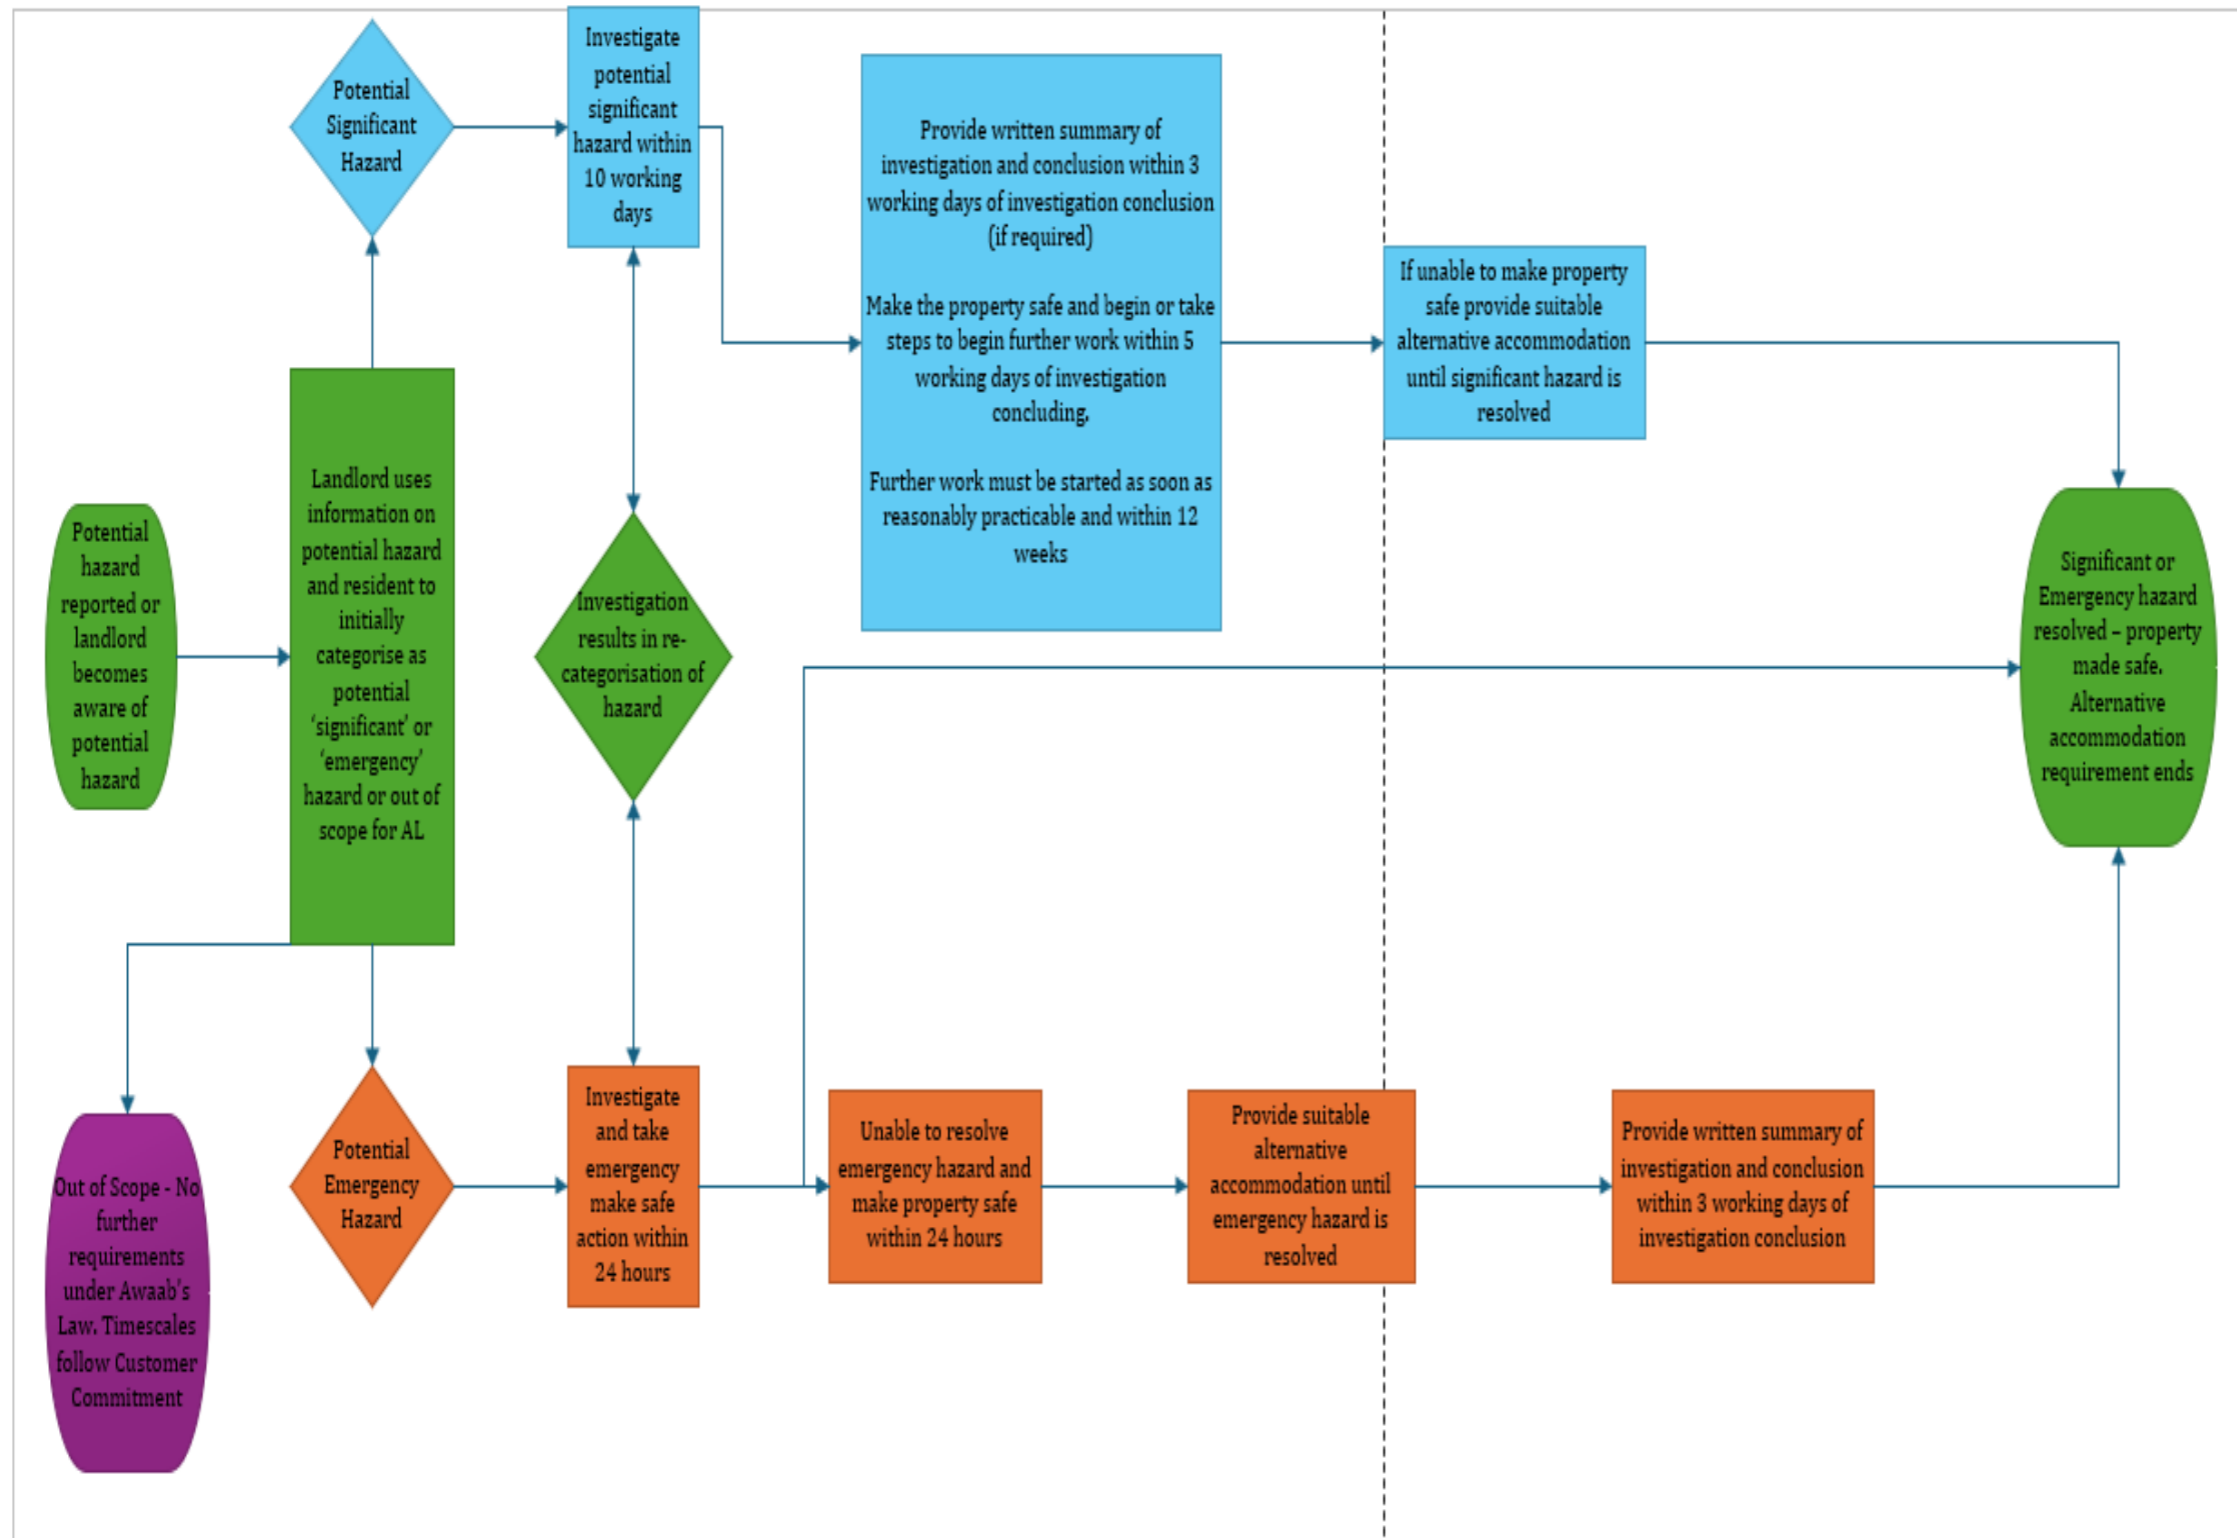 Potential
Significant
Hazard
Investigate
potential
significant
hazard within
10 working
days
Provide written summary of
investigation and conclusion within 3
working days of investigation conclusion
(if required)
Make the property safe and begin or take
steps to begin further work within 5
working days of investigation
concluding.
Further work must be started as soon as
reasonably practicable and within 12
weeks
If unable to make property
safe provide suitable
alternative accommodation
until significant hazard is
resolved
Potential
hazard
reported or
landlord
becomes
aware of
potential
hazard
Landlord uses
information on
potential hazard
and resident to
initially
categorise as
potential
‘significant’ or
‘emergency’
hazard or out of
scope for AL
Investigation
results in re-
categorisation of
hazard
Significant or
Emergency hazard
resolved – property
made safe.
Alternative
accommodation
requirement ends
Out of Scope - No
further
requirements
under Awaab's
Law. Timescales
follow Customer
Commitment
Potential
Emergency
Hazard
Investigate
and take
emergency
make safe
action within
24 hours
Unable to resolve
emergency hazard and
make property safe
within 24 hours
Provide suitable
alternative
accommodation until
emergency hazard is
resolved
Provide written summary of
investigation and conclusion
within 3 working days of
investigation conclusion